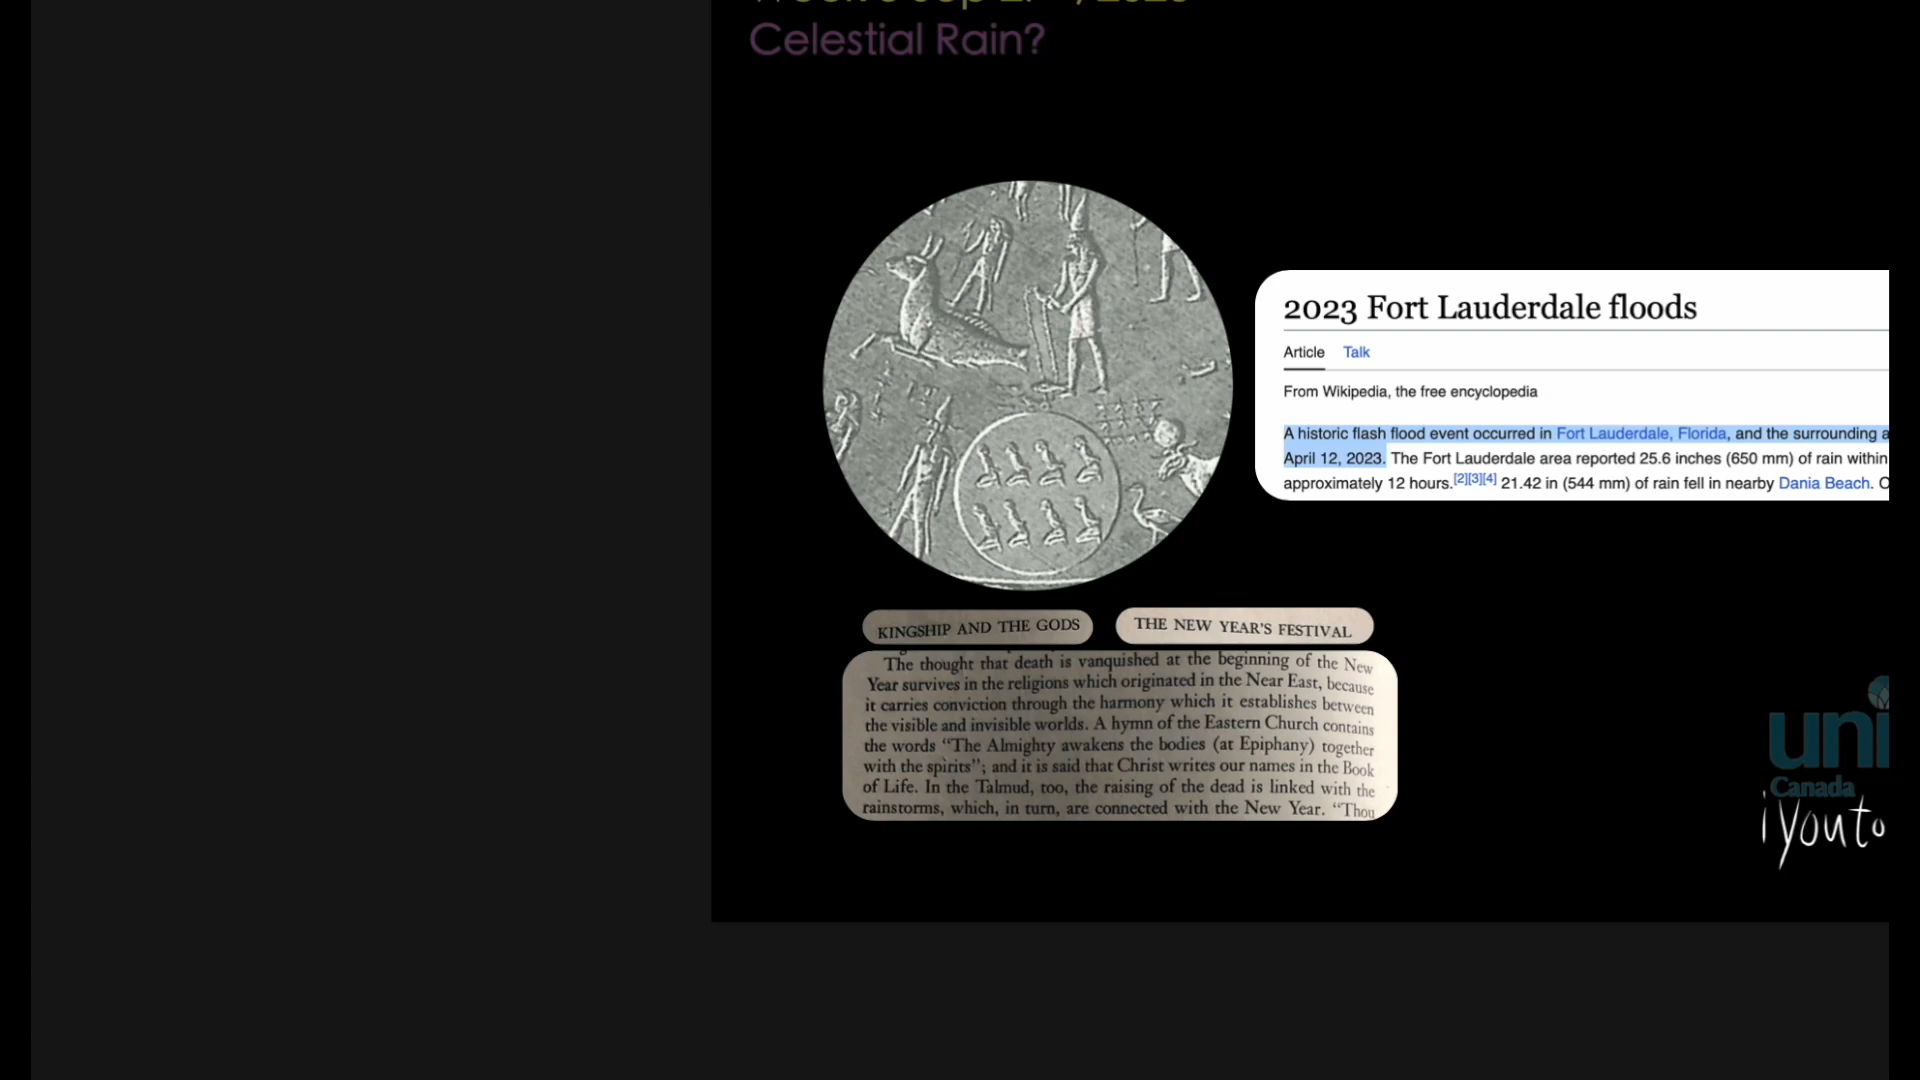 Celestial Rain?
2023 Fort Lauderdale floods
Article Talk
From Wikipedia, the free encyclopedia
A historic flash flood event occurred in Fort Lauderdale, Florida, and the surrounding a
April 12, 2023. The Fort Lauderdale area reported 25.6 inches (650 mm) of rain within
approximately 12 hours.[2][3][4] 21.42 in (544 mm) of rain fell in nearby Dania Beach. O
KINGSHIP AND THE GODS
THE NEW YEAR'S FESTIVAL
The thought that death is vanquished at the beginning of the New
Year survives in the religions which originated in the Near East, because
it carries conviction through the harmony which it establishes between
the visible and invisible worlds. A hymn of the Eastern Church contains
the words “The Almighty awakens the bodies (at Epiphany) together
with the spirits”; and it is said that Christ writes our names in the Book
of Life. In the Talmud, too, the raising of the dead is linked with the
rainstorms, which, in turn, are connected with the New Year. “Thou
uni
Canada
i Youto